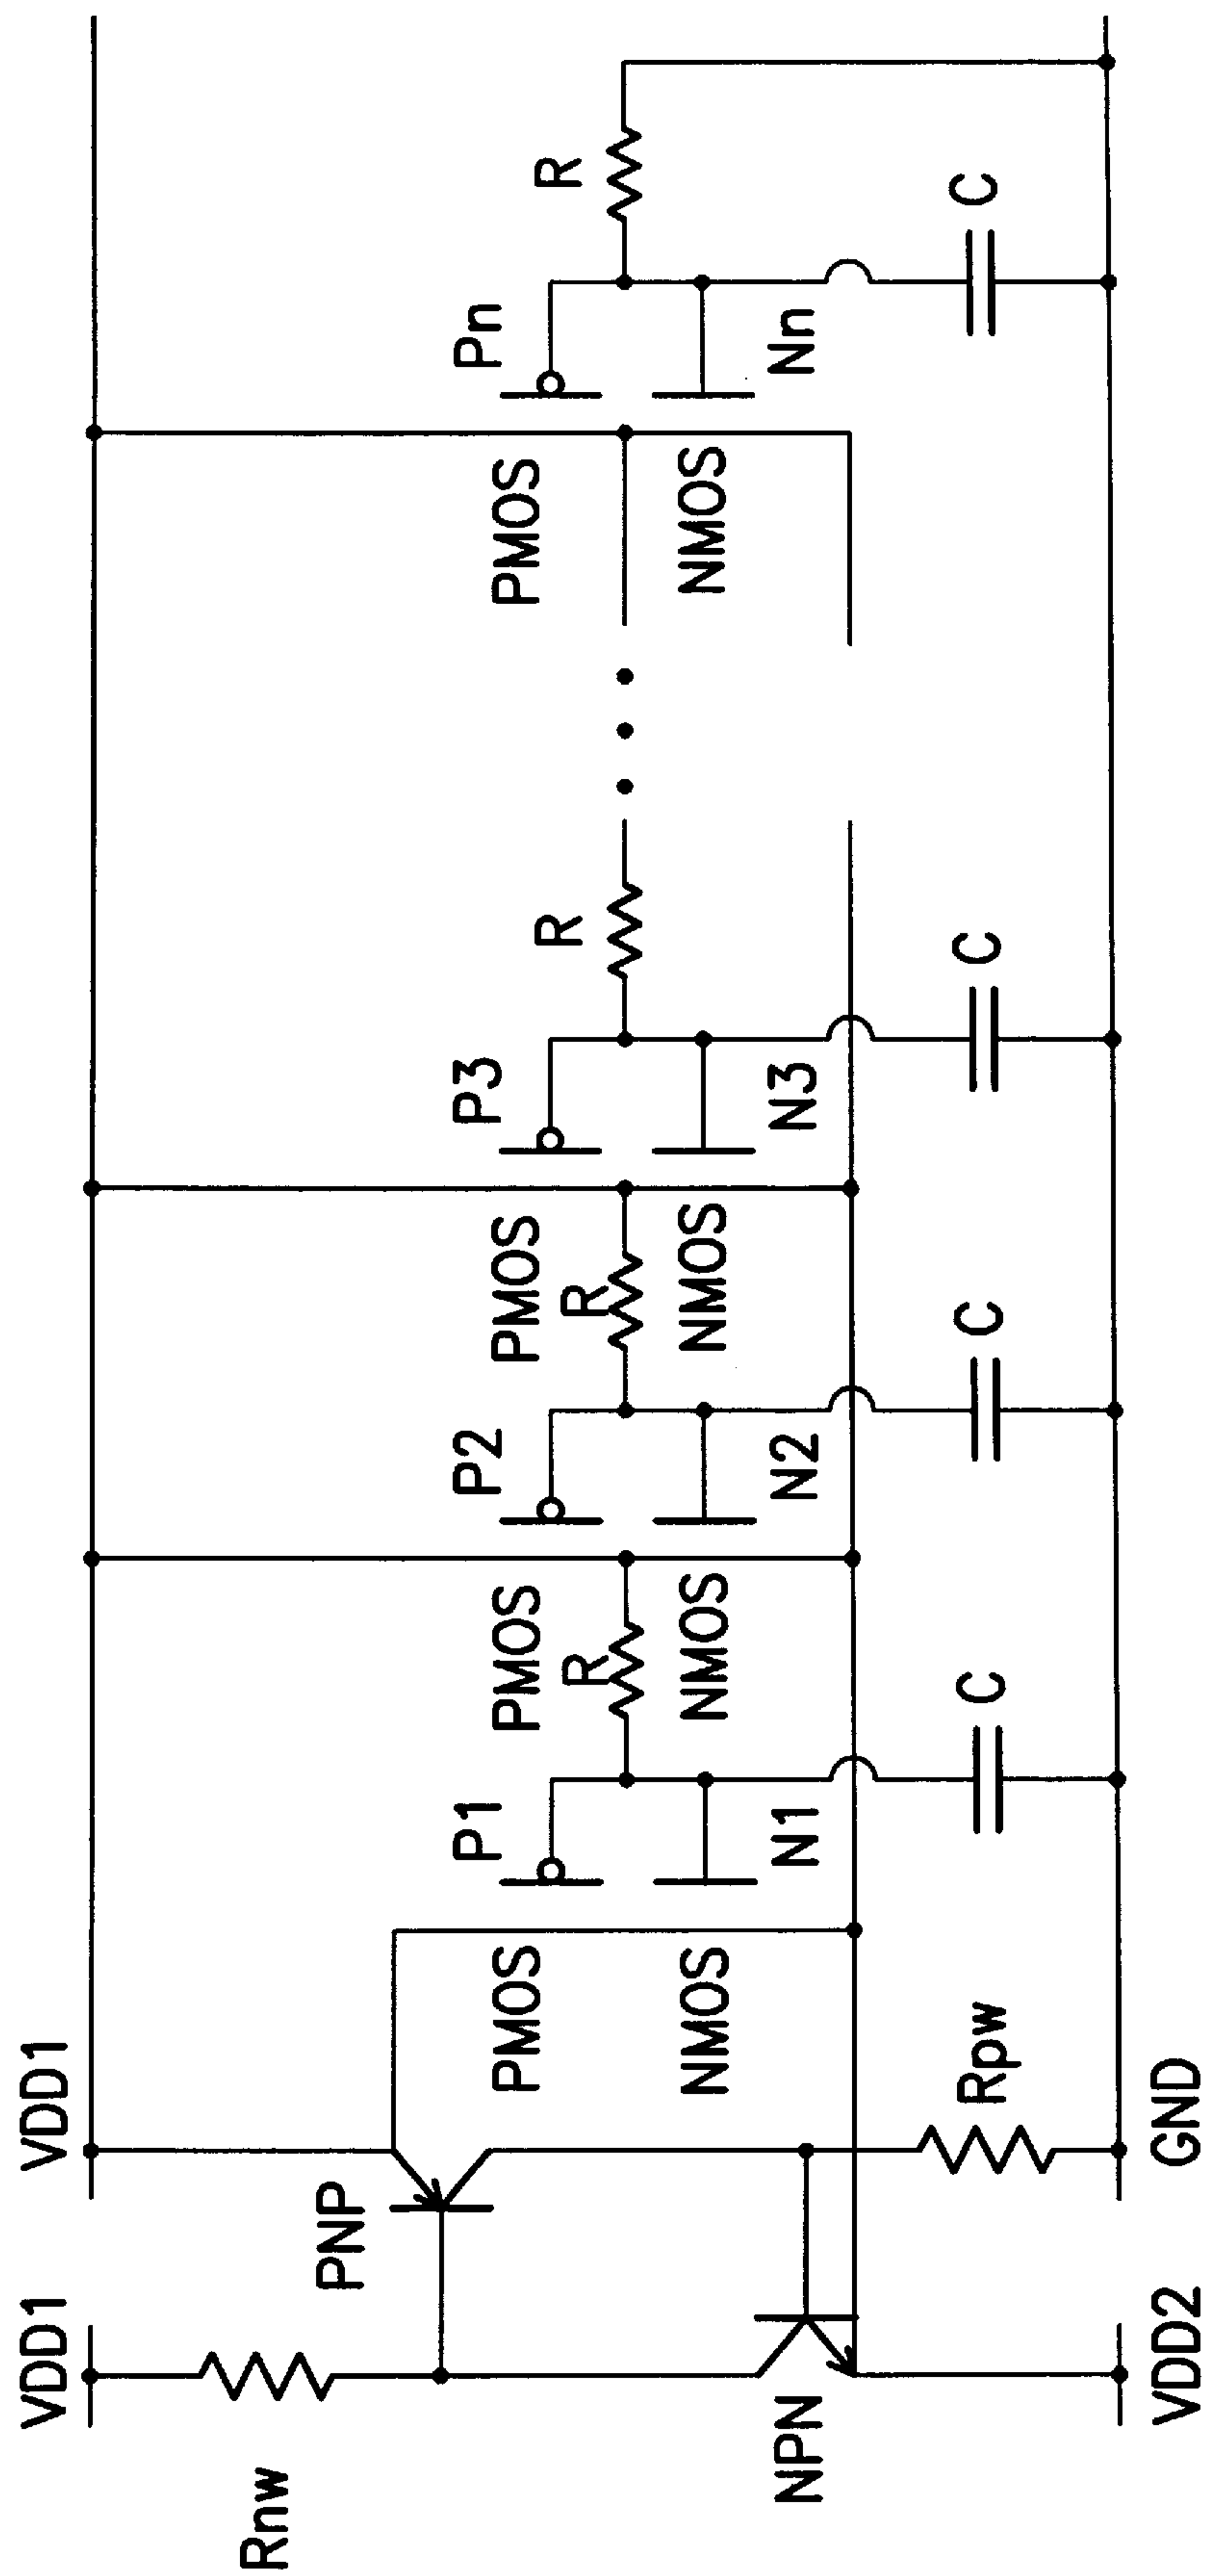 VDD1
VDD1
Rnw
PNP
NPN
VDD2
GND
Rpw
PMOS
NMOS
P1
N1
C
PMOS
R
NMOS
P2
N2
C
PMOS
R
NMOS
P3
N3
C
R
PMOS
NMOS
Pn
Nn
R
C